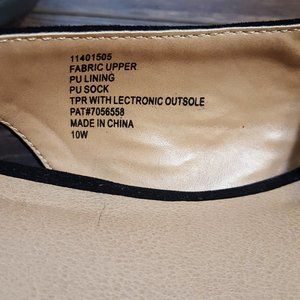 11401505
FABRIC UPPER
PU LINING
PU SOCK
TPR WITH LECTRONIC OUTSOLE
PAT#7056558
MADE IN CHINA
10W